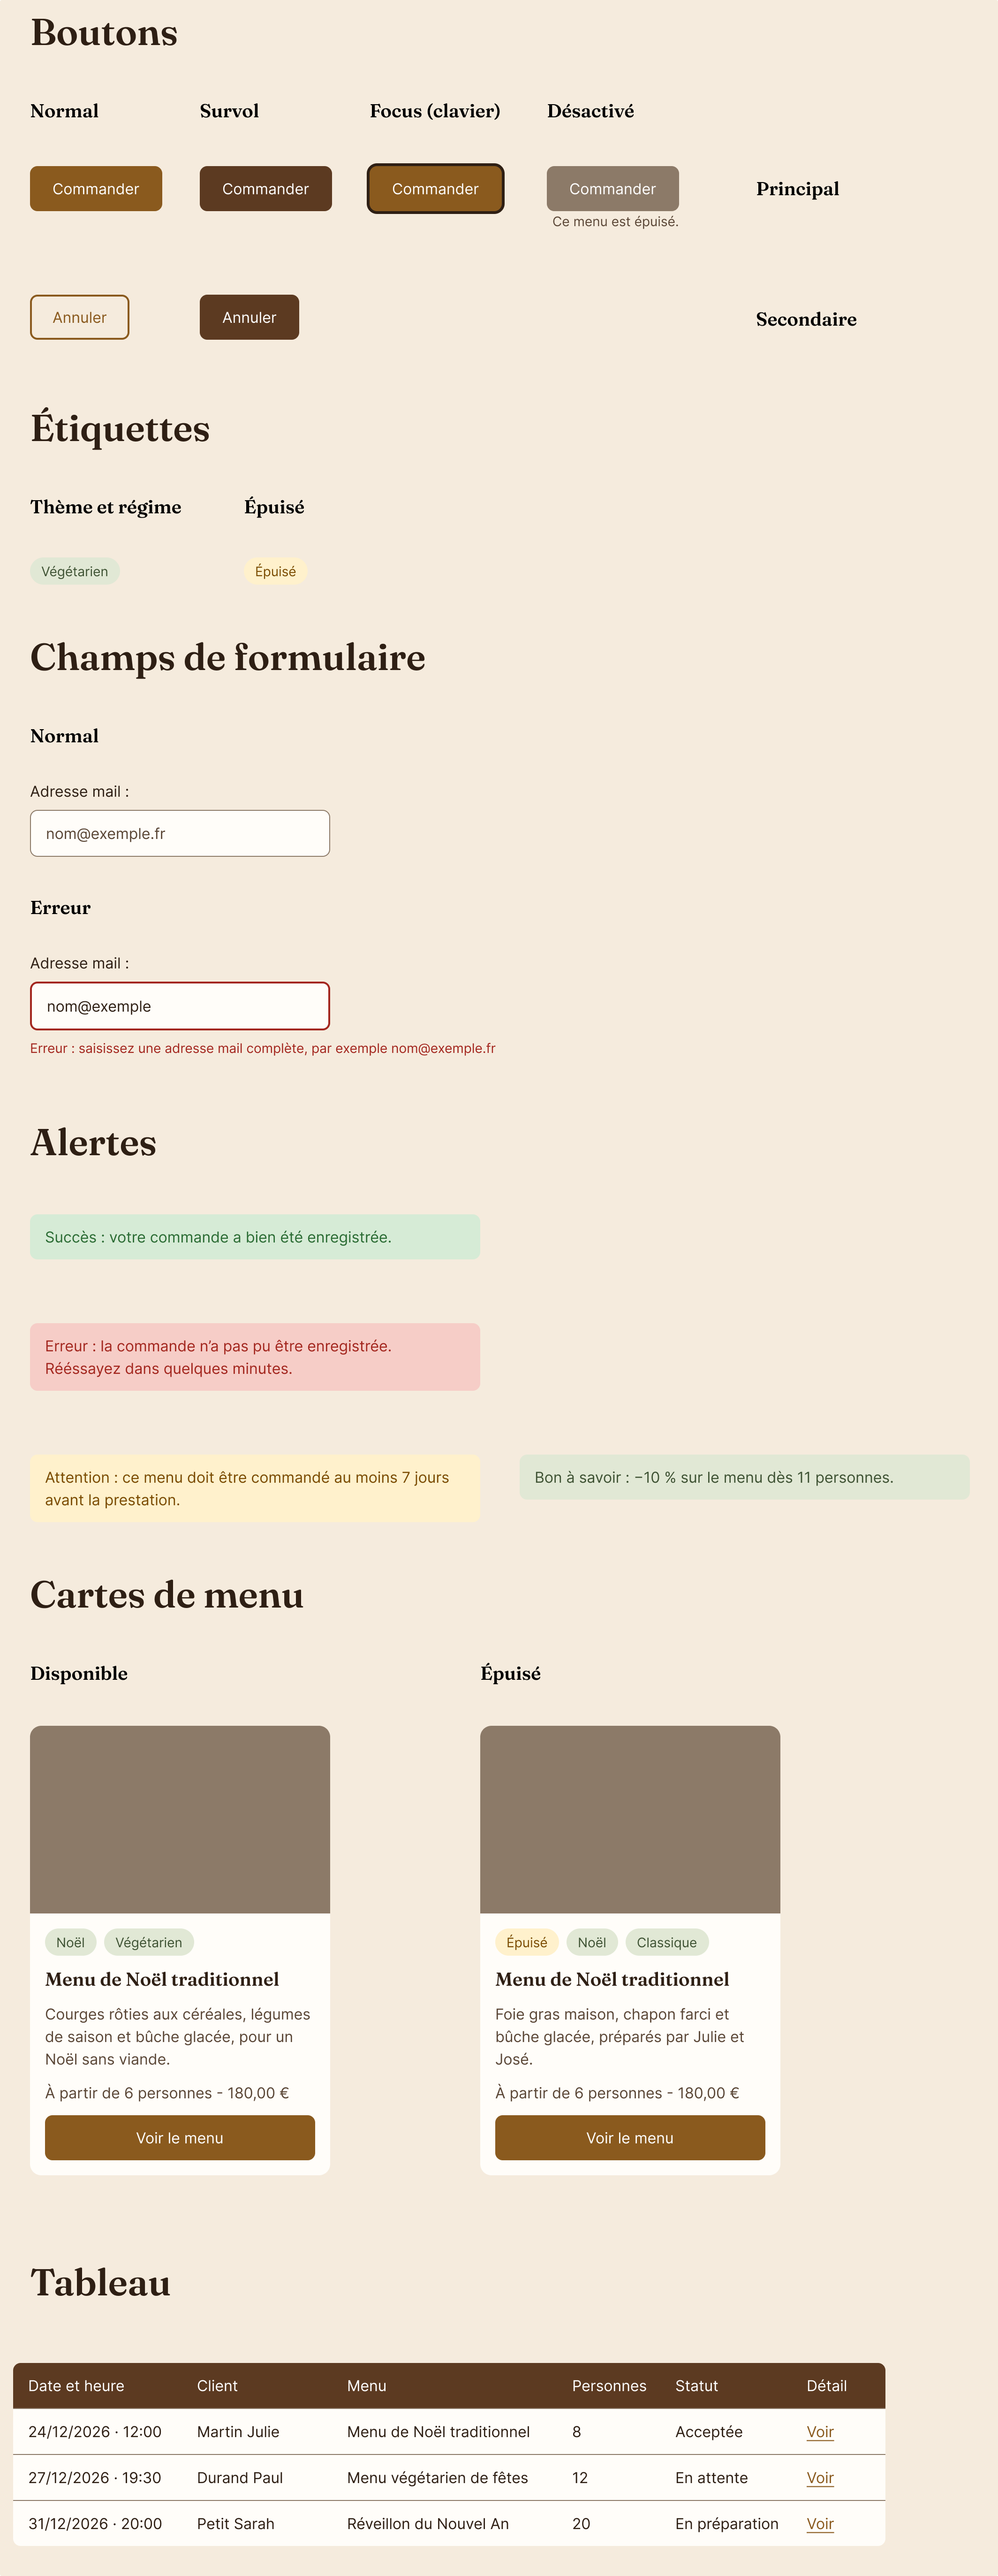 Boutons
Normal Survol Focus (clavier) Désactivé
Commander Commander Commander Commander Principal
Ce menu est épuisé.
Annuler Annuler Secondaire
Étiquettes
Thème et régime Épuisé
Végétarien Épuisé
Champs de formulaire
Normal
Adresse mail :
nom@exemple.fr
Erreur
Adresse mail :
nom@exemple
Erreur : saisissez une adresse mail complète, par exemple nom@exemple.fr
Alertes
Succès : votre commande a bien été enregistrée.
Erreur : la commande n’a pas pu être enregistrée.
Rééssayez dans quelques minutes.
Attention : ce menu doit être commandé au moins 7 jours
avant la prestation.
Bon à savoir : −10 % sur le menu dès 11 personnes.
Cartes de menu
Disponible
Noël Végétarien
Menu de Noël traditionnel
Courges rôties aux céréales, légumes
de saison et bûche glacée, pour un
Noël sans viande.
À partir de 6 personnes - 180,00 €
Voir le menu
Épuisé
Épuisé Noël Classique
Menu de Noël traditionnel
Foie gras maison, chapon farci et
bûche glacée, préparés par Julie et
José.
À partir de 6 personnes - 180,00 €
Voir le menu
Tableau
Date et heure Client Menu Personnes Statut Détail
24/12/2026 · 12:00 Martin Julie Menu de Noël traditionnel 8 Acceptée Voir
27/12/2026 · 19:30 Durand Paul Menu végétarien de fêtes 12 En attente Voir
31/12/2026 · 20:00 Petit Sarah Réveillon du Nouvel An 20 En préparation Voir